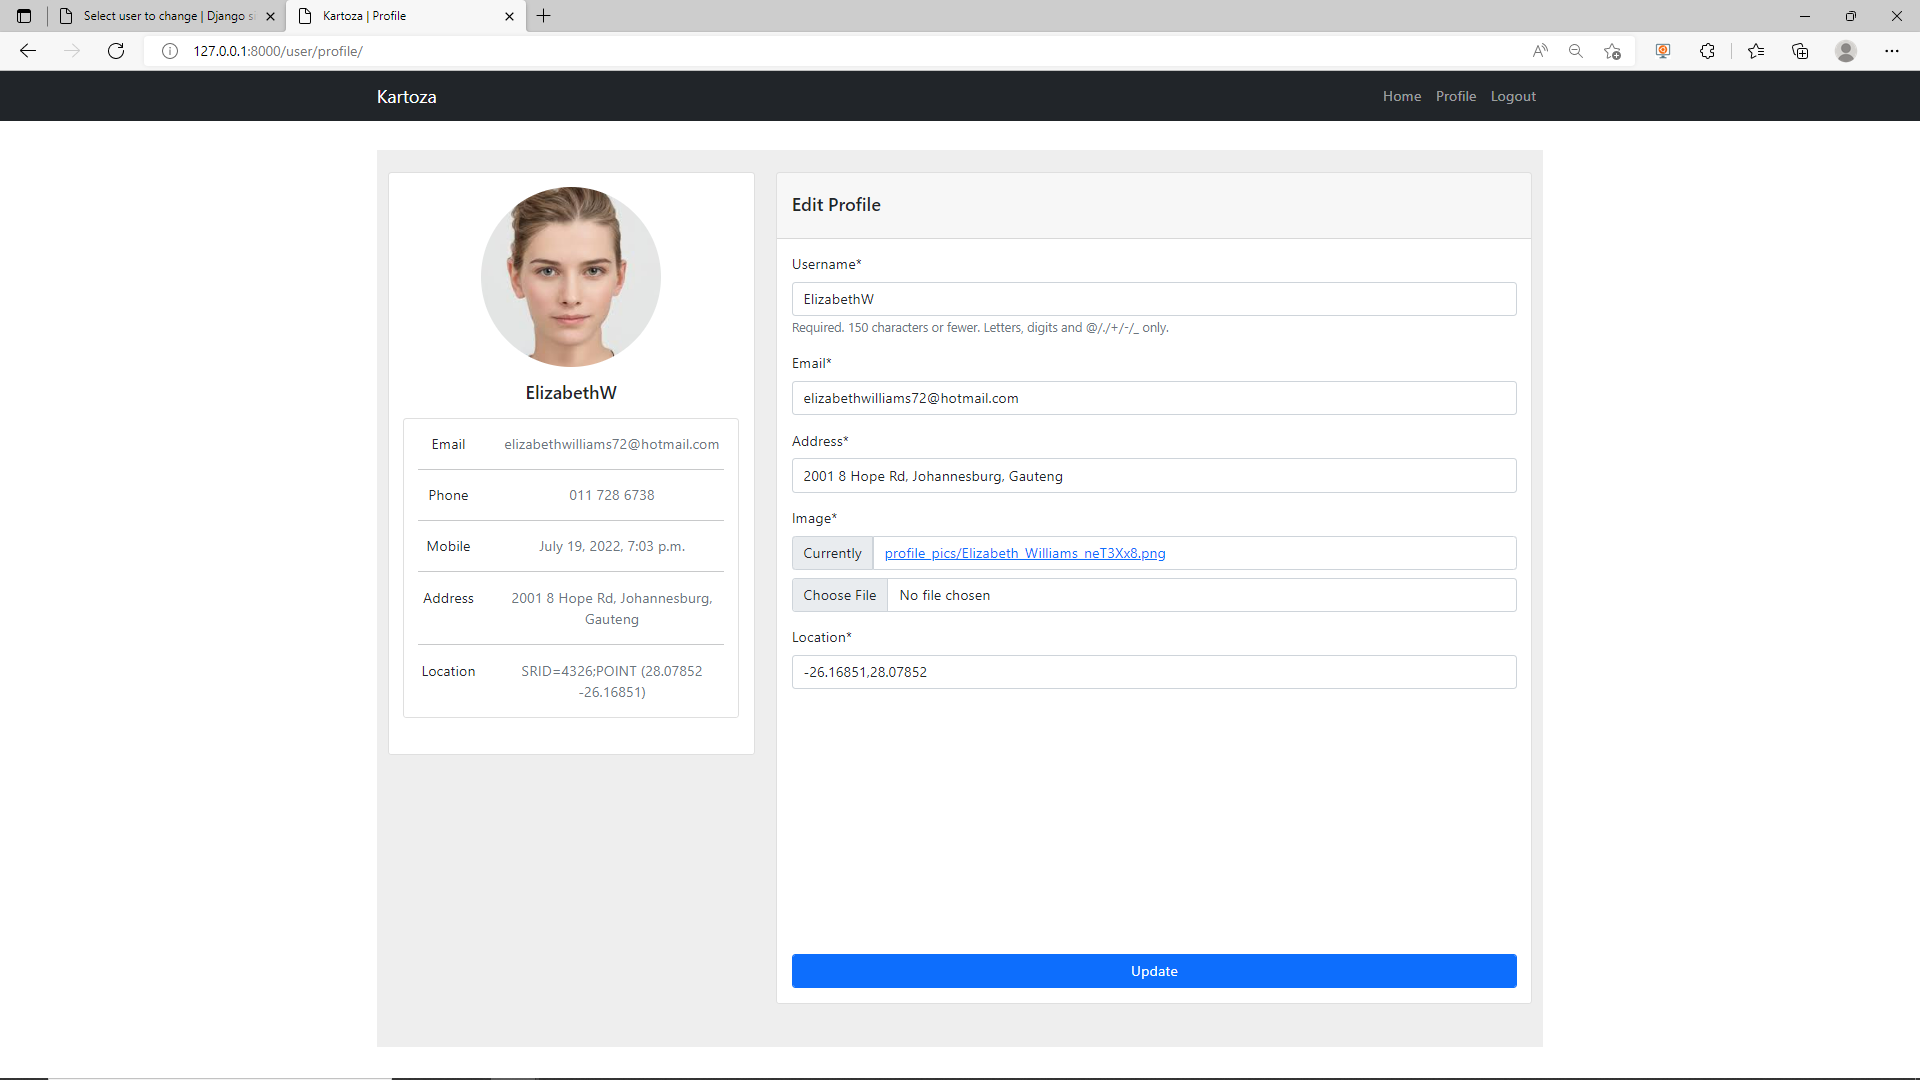 Select user to change | Django si
Kartoza | Profile
127.0.0.1:8000/user/profile/
Kartoza
Home Profile Logout
ElizabethW
Email elizabethwilliams72@hotmail.com
Phone 011 728 6738
Mobile July 19, 2022, 7:03 p.m.
Address 2001 8 Hope Rd, Johannesburg,
Gauteng
Location SRID=4326;POINT (28.07852
-26.16851)
Edit Profile
Username*
ElizabethW
Required. 150 characters or fewer. Letters, digits and @/./+/-/_ only.
Email*
elizabethwilliams72@hotmail.com
Address*
2001 8 Hope Rd, Johannesburg, Gauteng
Image*
Currently profile_pics/Elizabeth_Williams_neT3Xx8.png
Choose File No file chosen
Location*
-26.16851,28.07852
Update